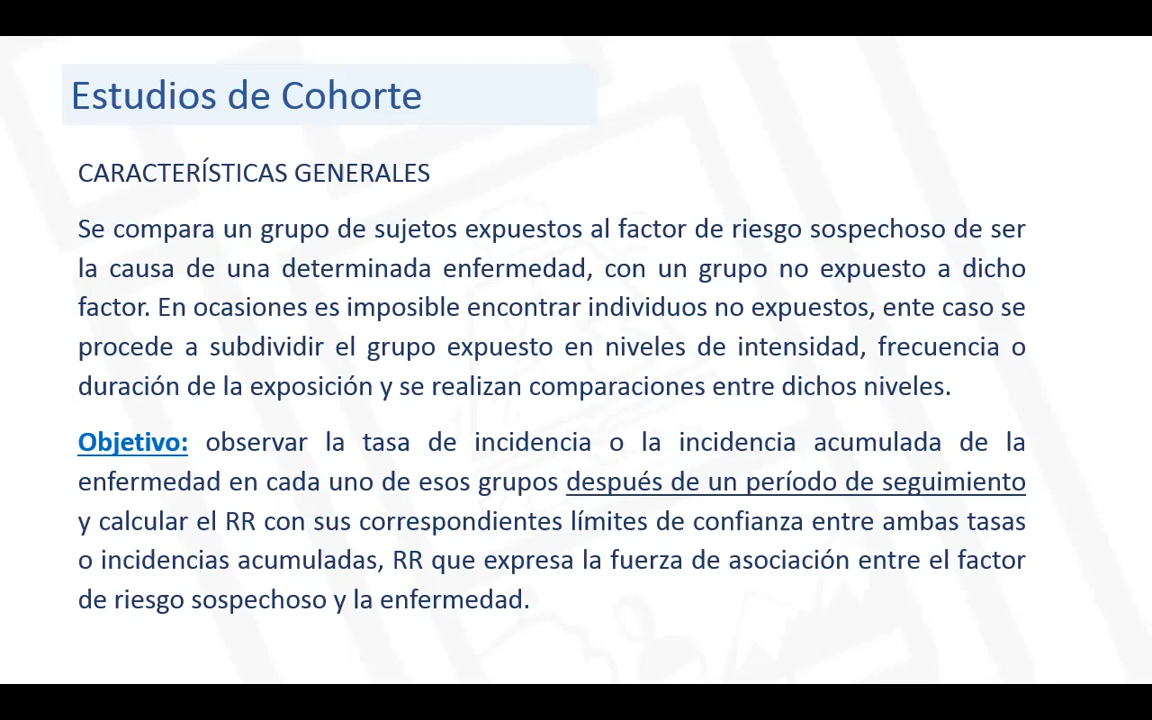 Estudios de Cohorte
CARACTERÍSTICAS GENERALES
Se compara un grupo de sujetos expuestos al factor de riesgo sospechoso de ser
la causa de una determinada enfermedad, con un grupo no expuesto a dicho
factor. En ocasiones es imposible encontrar individuos no expuestos, ente caso se
procede a subdividir el grupo expuesto en niveles de intensidad, frecuencia o
duración de la exposición y se realizan comparaciones entre dichos niveles.
Objetivo: observar la tasa de incidencia o la incidencia acumulada de la
enfermedad en cada uno de esos grupos después de un período de seguimiento
y calcular el RR con sus correspondientes límites de confianza entre ambas tasas
o incidencias acumuladas, RR que expresa la fuerza de asociación entre el factor
de riesgo sospechoso y la enfermedad.